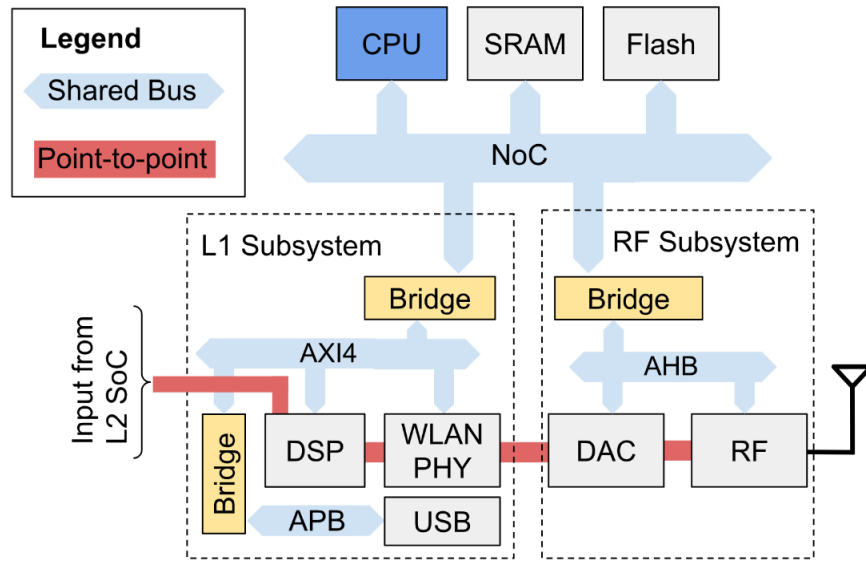 Legend
Shared Bus
Point-to-point
CPU
SRAM
Flash
NoC
L1 Subsystem
RF Subsystem
Bridge
Bridge
AXI4
AHB
Input from
L2 SoC
Bridge
DSP
WLAN
PHY
DAC
RF
APB
USB